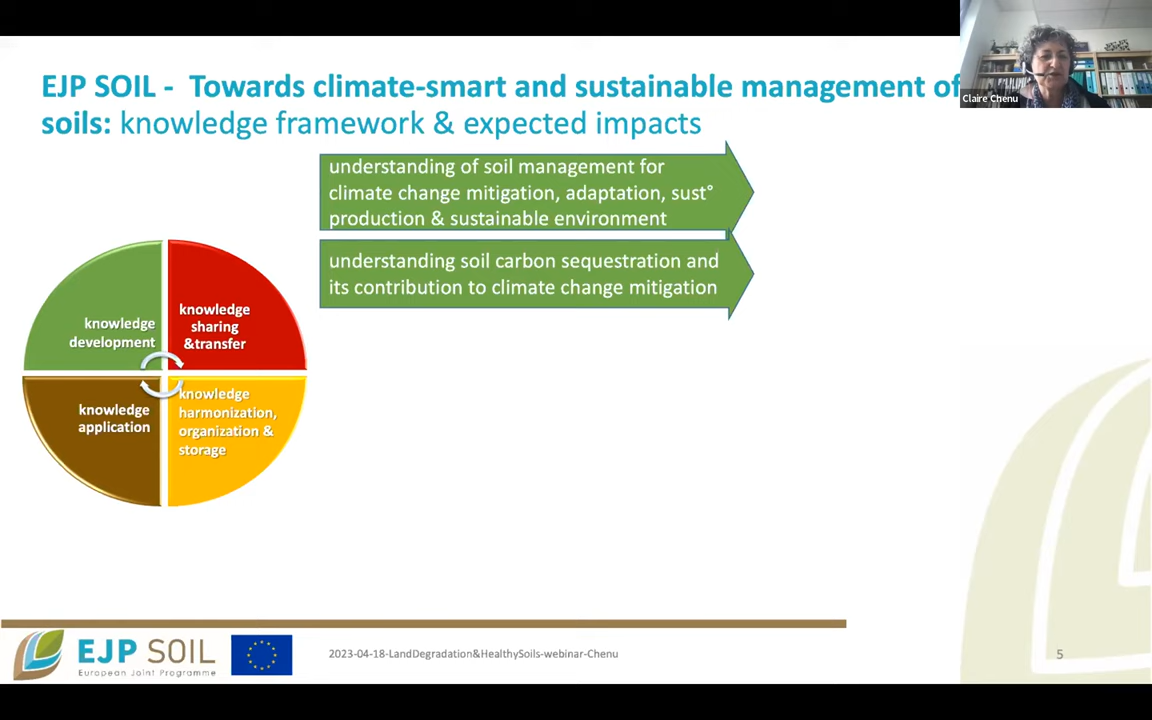 EJP SOIL - Towards climate-smart and sustainable management of
soils: knowledge framework & expected impacts
Claire Chenu
understanding of soil management for
climate change mitigation, adaptation, sust°
production & sustainable environment
understanding soil carbon sequestration and
its contribution to climate change mitigation
knowledge
development
knowledge
sharing
&transfer
knowledge
application
knowledge
harmonization,
organization &
storage
EJP SOIL
European Joint Programme
2023-04-18-LandDegradation&HealthySoils-webinar-Chenu
5